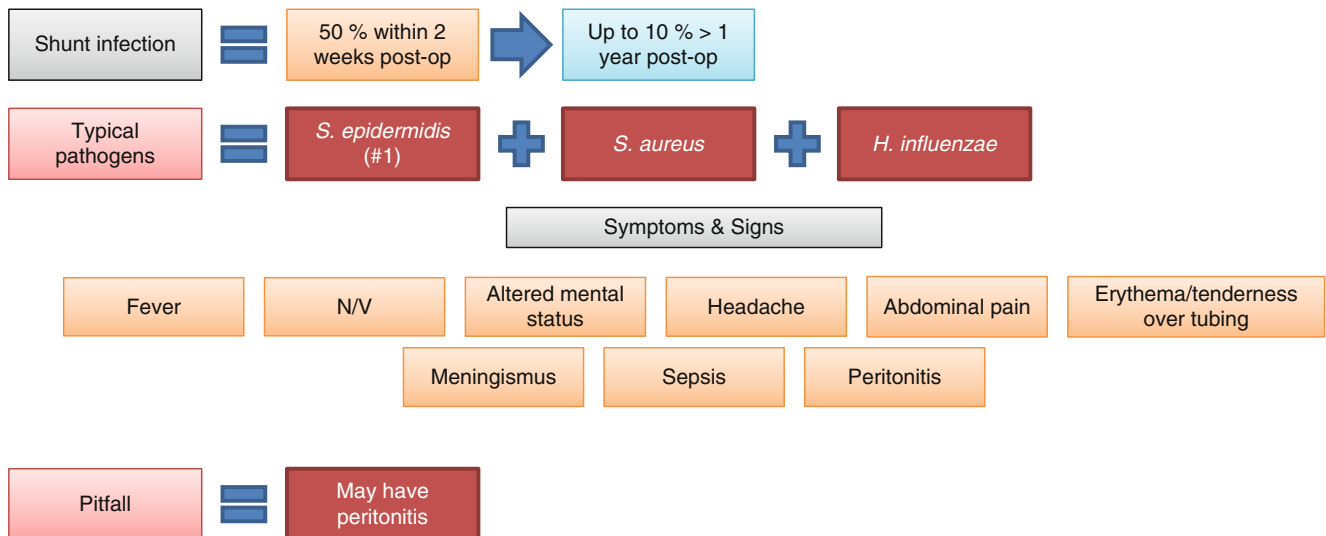 Shunt infection
50 % within 2
weeks post-op
Up to 10 % > 1
year post-op
Typical
pathogens
S. epidermidis
(#1)
S. aureus
H. influenzae
Symptoms & Signs
Fever
N/V
Altered mental
status
Headache
Abdominal pain
Erythema/tenderness
over tubing
Meningismus
Sepsis
Peritonitis
Pitfall
May have
peritonitis